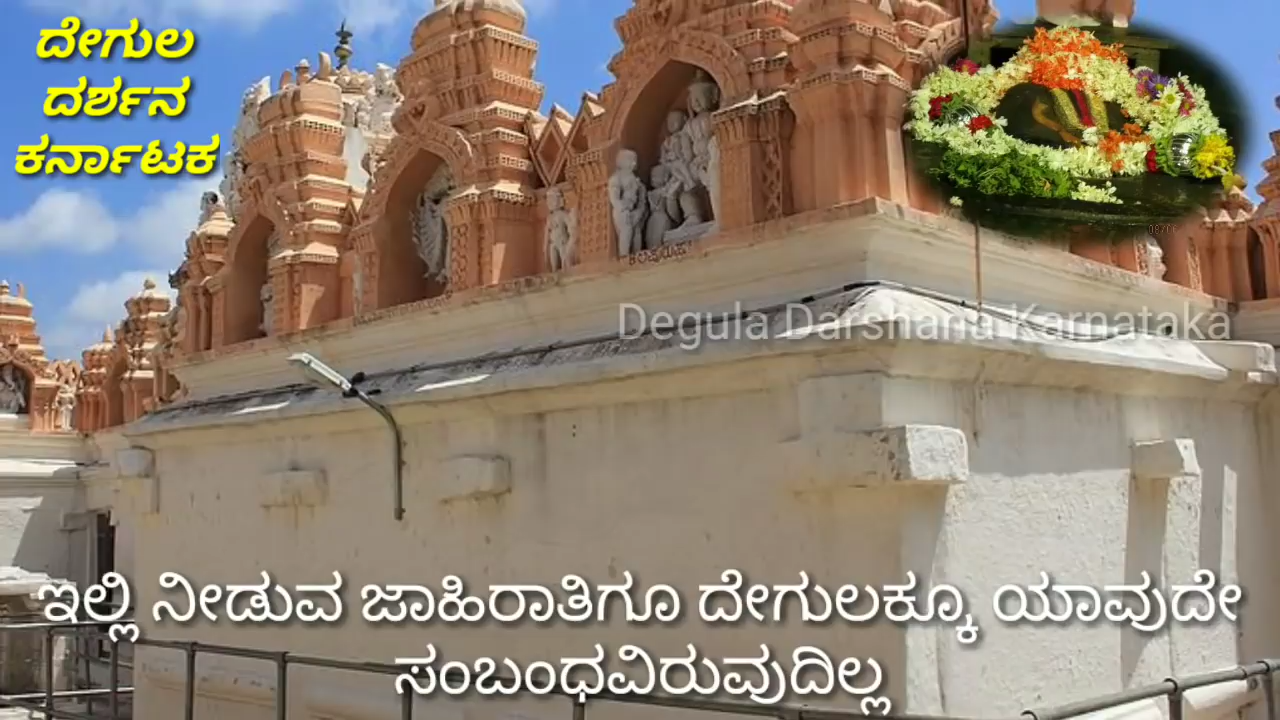 ದೇಗುಲ
ದರ್ಶನ
ಕರ್ನಾಟಕ
Degula Darshana Karnataka
ಇಲ್ಲಿ ನೀಡುವ ಜಾಹಿರಾತಿಗೂ ದೇಗುಲಕ್ಕೂ ಯಾವುದೇ
ಸಂಬಂಧವಿರುವುದಿಲ್ಲ